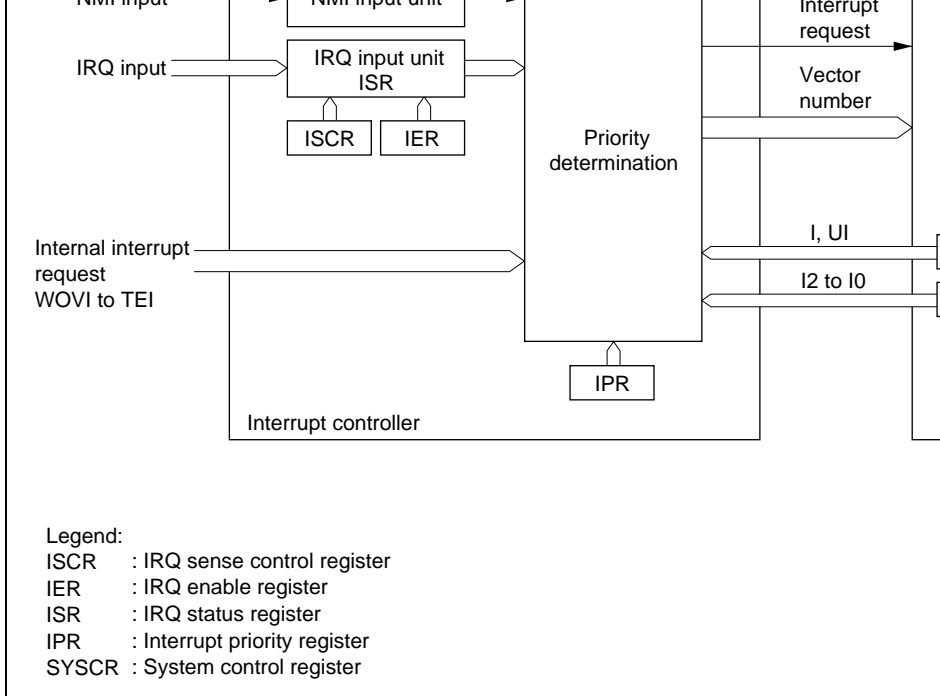 NMI input
NMI input unit
Interrupt
request
IRQ input
IRQ input unit
ISR
Vector
number
ISCR
IER
Priority
determination
I, UI
Internal interrupt
request
WOVI to TEI
I2 to I0
IPR
Interrupt controller
Legend:
ISCR : IRQ sense control register
IER : IRQ enable register
ISR : IRQ status register
IPR : Interrupt priority register
SYSCR : System control register